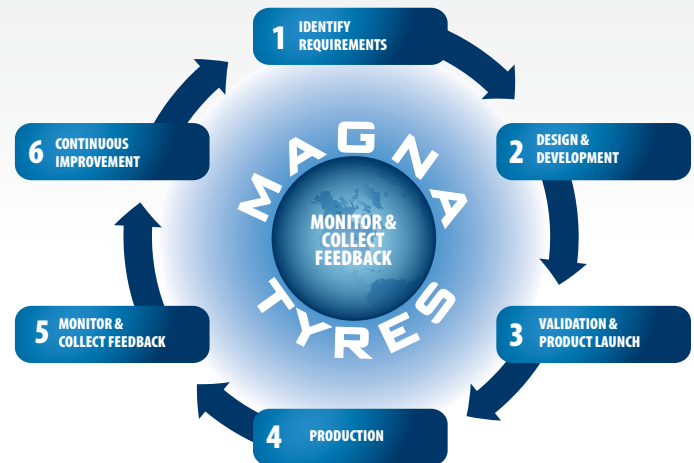 1 IDENTIFY
REQUIREMENTS
2 DESIGN &
DEVELOPMENT
3 VALIDATION &
PRODUCT LAUNCH
4 PRODUCTION
5 MONITOR &
COLLECT FEEDBACK
6 CONTINUOUS
IMPROVEMENT
MAGNA
MONITOR &
COLLECT
FEEDBACK
TYRES